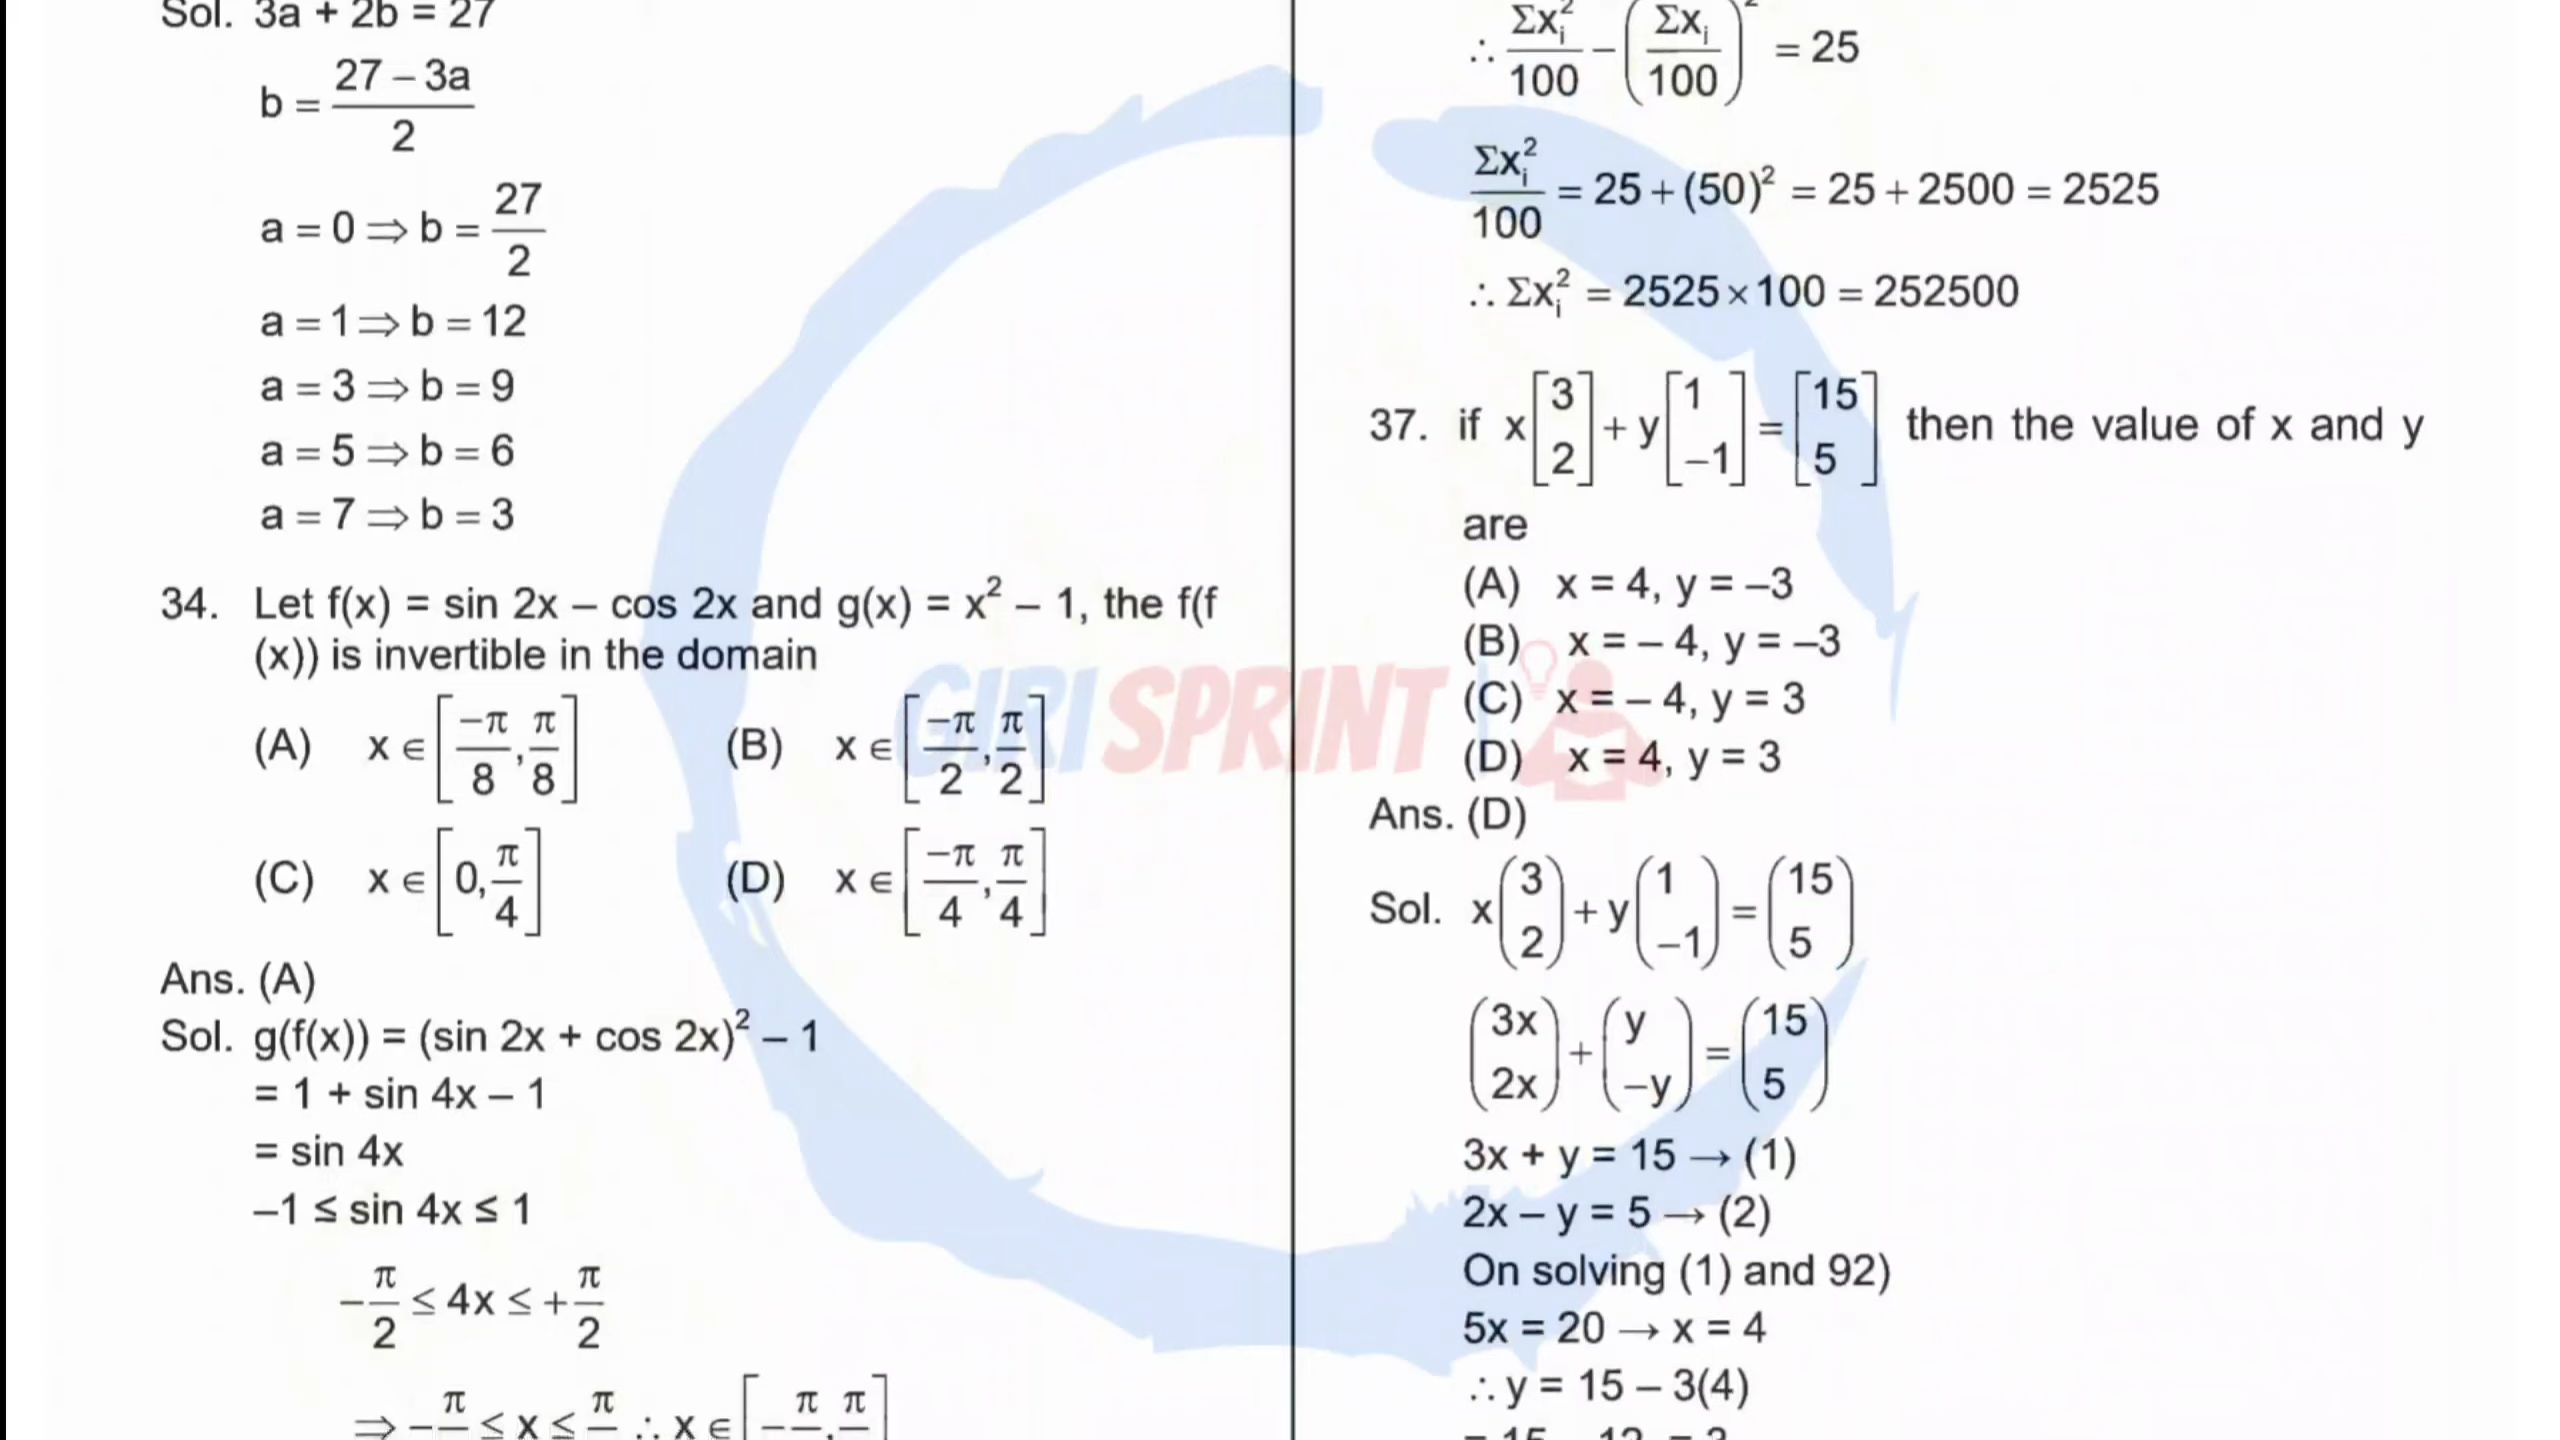 Sol. 3a + 2b = 27
b = (27 – 3a)/2
a = 0 ⇒ b = 27/2
a = 1 ⇒ b = 12
a = 3 ⇒ b = 9
a = 5 ⇒ b = 6
a = 7 ⇒ b = 3
34. Let f(x) = sin 2x – cos 2x and g(x) = x² – 1, the f(f
(x)) is invertible in the domain
(A) x ∈ [–π/8, π/8] (B) x ∈ [–π/2, π/2]
(C) x ∈ [0, π/4] (D) x ∈ [–π/4, π/4]
Ans. (A)
Sol. g(f(x)) = (sin 2x + cos 2x)² – 1
= 1 + sin 4x – 1
= sin 4x
–1 ≤ sin 4x ≤ 1
–π/2 ≤ 4x ≤ +π/2
⇒ –π ≤ x ≤ π ∴ x ∈ [–π, π]
∴ Σxᵢ²/100 – (Σxᵢ/100)² = 25
Σxᵢ²/100 = 25 + (50)² = 25 + 2500 = 2525
∴ Σxᵢ² = 2525 × 100 = 252500
37. if x[3 2] + y[1 –1] = [15 5] then the value of x and y
are
(A) x = 4, y = –3
(B) x = – 4, y = –3
(C) x = – 4, y = 3
(D) x = 4, y = 3
Ans. (D)
Sol. x(3 2) + y(1 –1) = (15 5)
(3x 2x) + (y –y) = (15 5)
3x + y = 15 → (1)
2x – y = 5 → (2)
On solving (1) and 92)
5x = 20 → x = 4
∴ y = 15 – 3(4)
GIRISPRINT